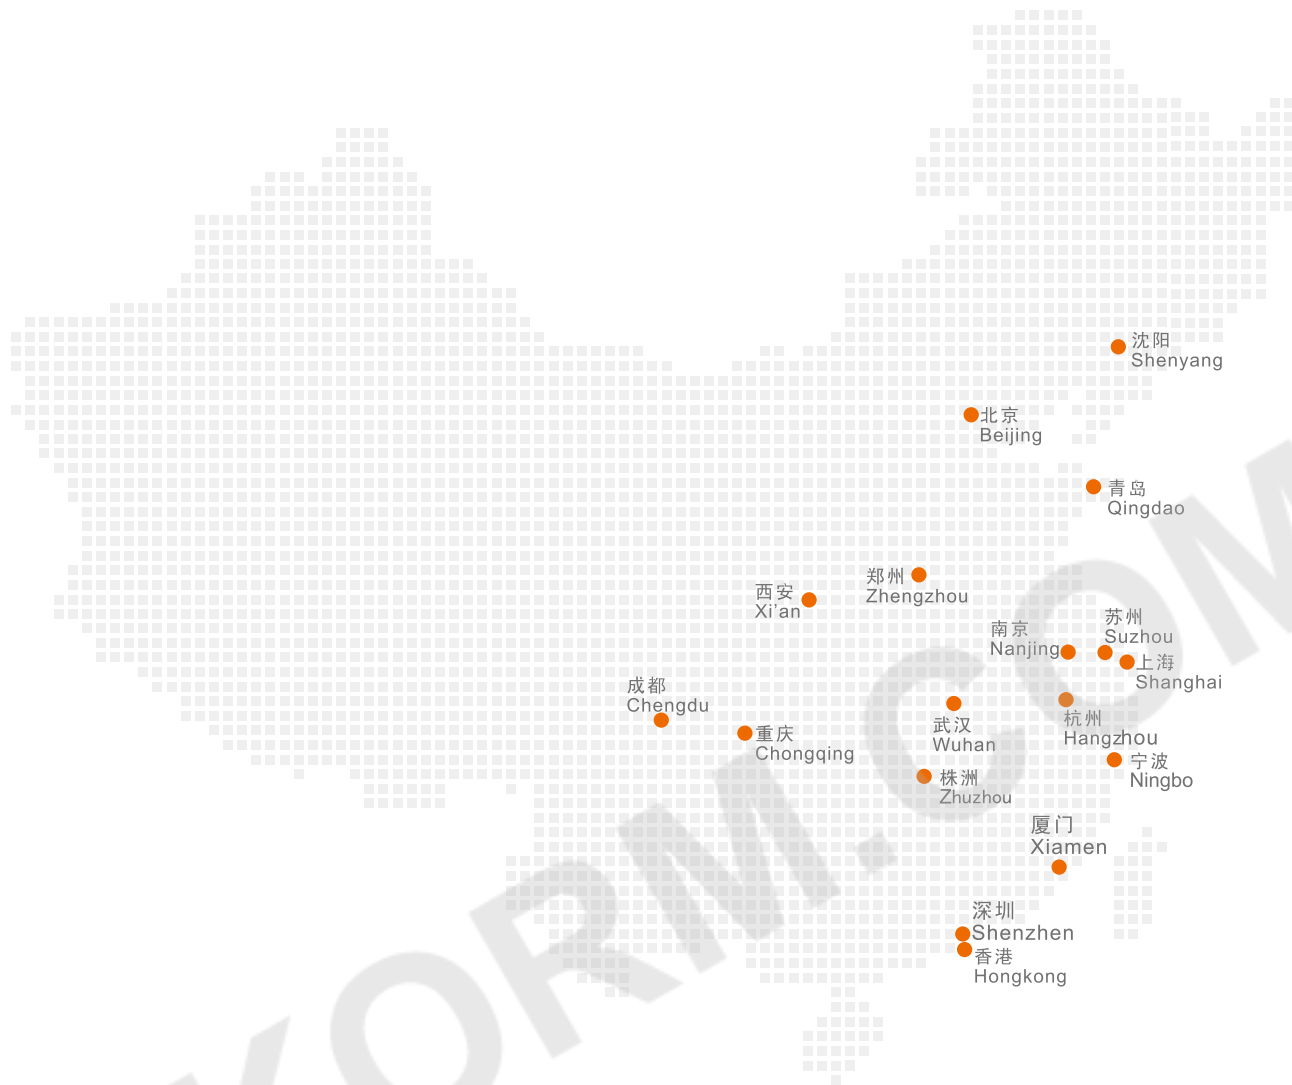 沈阳
Shenyang
北京
Beijing
青岛
Qingdao
郑州
Zhengzhou
西安
Xi’an
苏州
Suzhou
南京
Nanjing
上海
Shanghai
成都
Chengdu
杭州
Hangzhou
武汉
Wuhan
重庆
Chongqing
宁波
Ningbo
株洲
Zhuzhou
厦门
Xiamen
深圳
Shenzhen
香港
Hongkong
KORM.COM